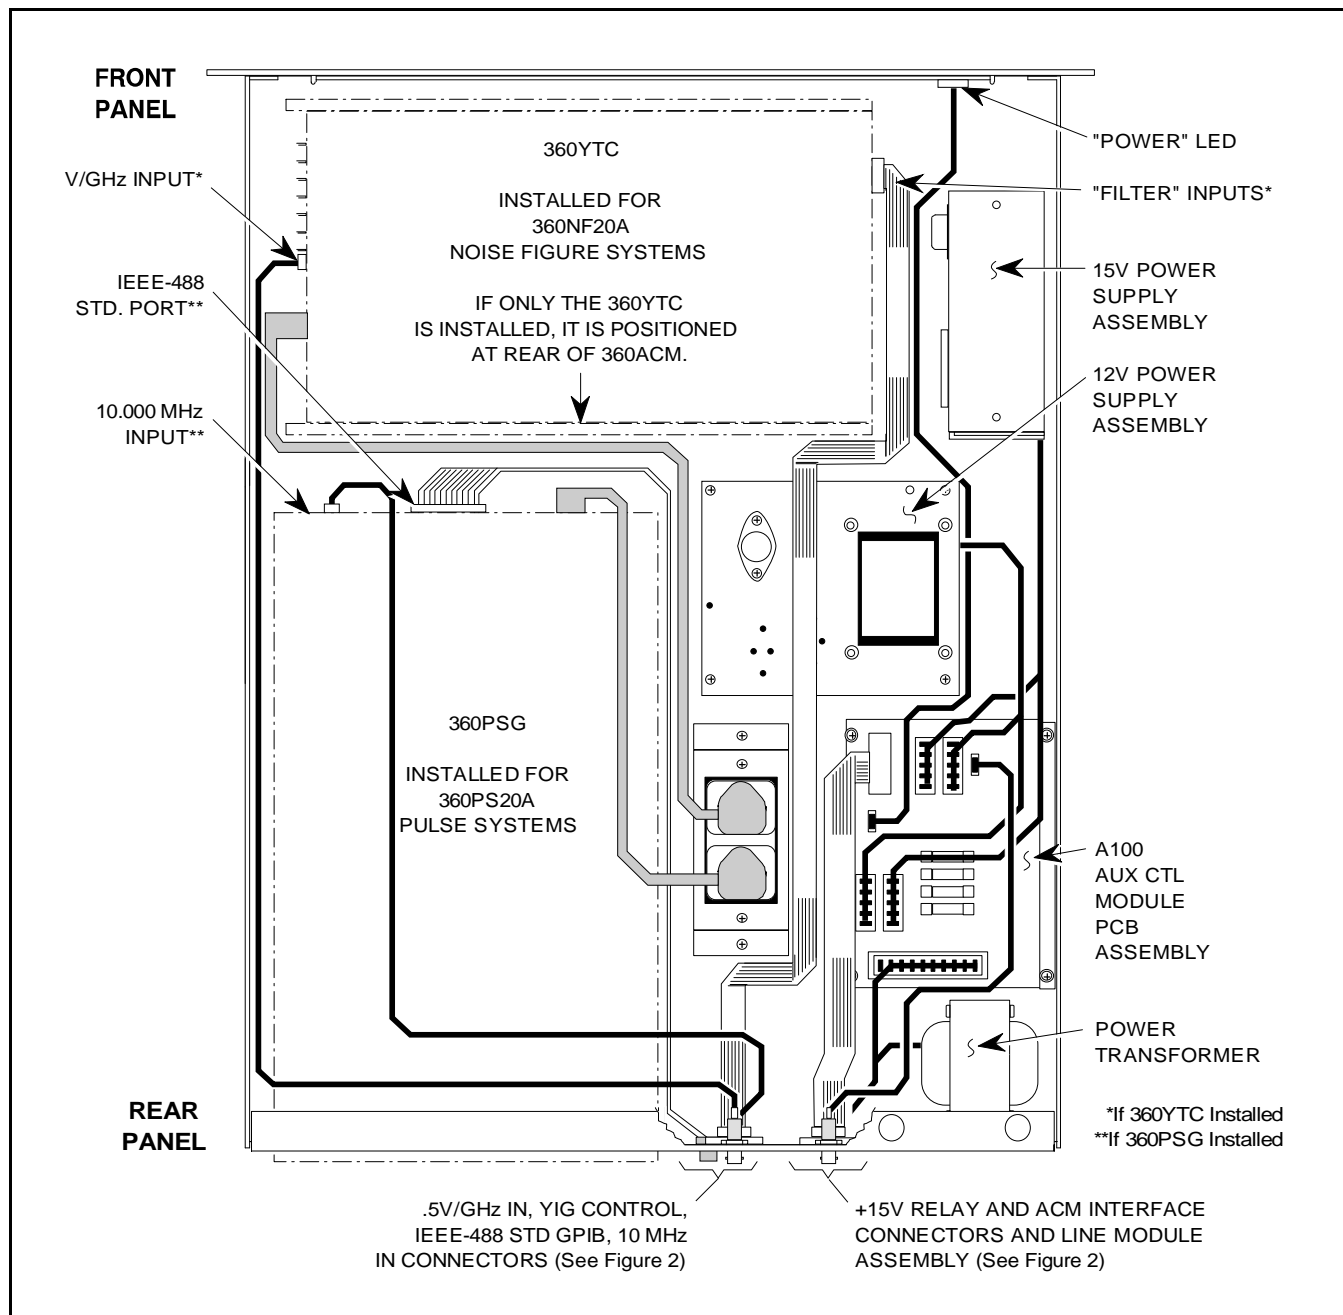 FRONT
PANEL
V/GHz INPUT*
IEEE-488
STD. PORT**
10.000 MHz
INPUT**
360YTC
INSTALLED FOR
360NF20A
NOISE FIGURE SYSTEMS
IF ONLY THE 360YTC
IS INSTALLED, IT IS POSITIONED
AT REAR OF 360ACM.
"POWER" LED
"FILTER" INPUTS*
15V POWER
SUPPLY
ASSEMBLY
12V POWER
SUPPLY
ASSEMBLY
360PSG
INSTALLED FOR
360PS20A
PULSE SYSTEMS
A100
AUX CTL
MODULE
PCB
ASSEMBLY
POWER
TRANSFORMER
REAR
PANEL
*If 360YTC Installed
**If 360PSG Installed
.5V/GHz IN, YIG CONTROL,
IEEE-488 STD GPIB, 10 MHz
IN CONNECTORS (See Figure 2)
+15V RELAY AND ACM INTERFACE
CONNECTORS AND LINE MODULE
ASSEMBLY (See Figure 2)